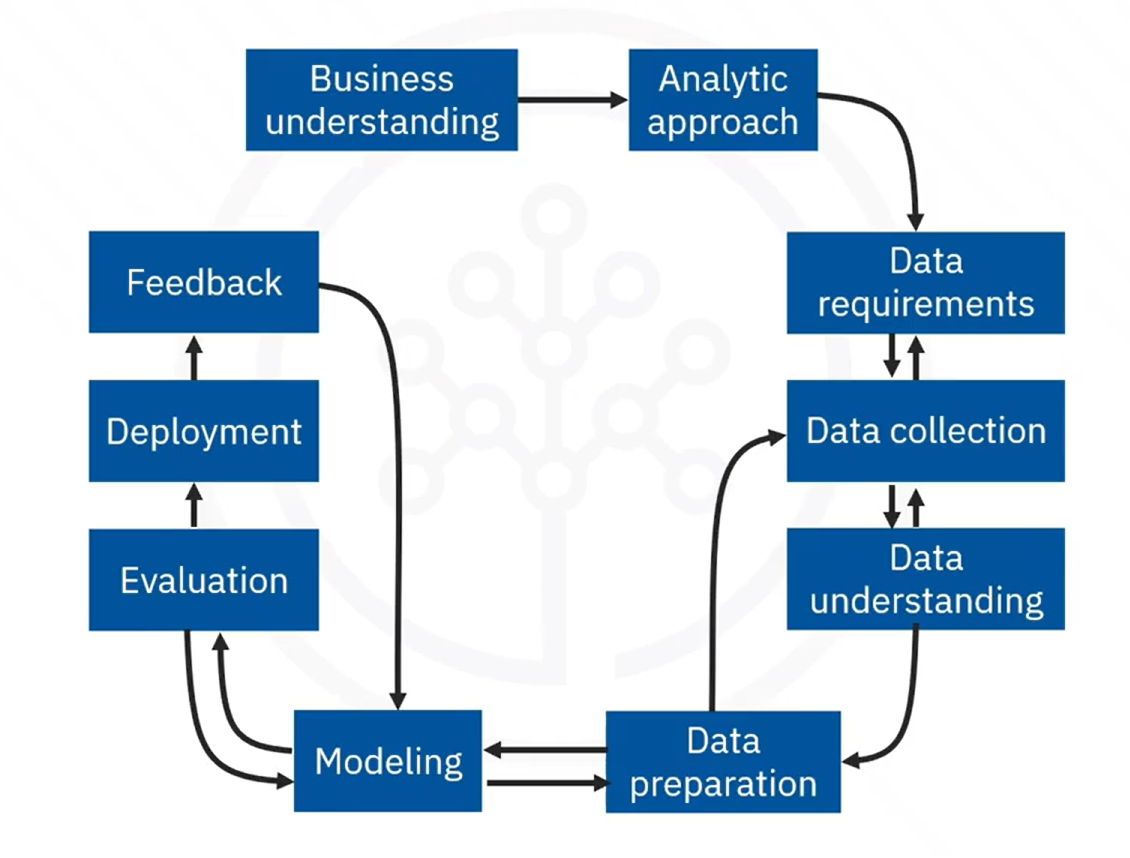 Business
understanding
Analytic
approach
Data
requirements
Data collection
Data
understanding
Data
preparation
Modeling
Evaluation
Deployment
Feedback